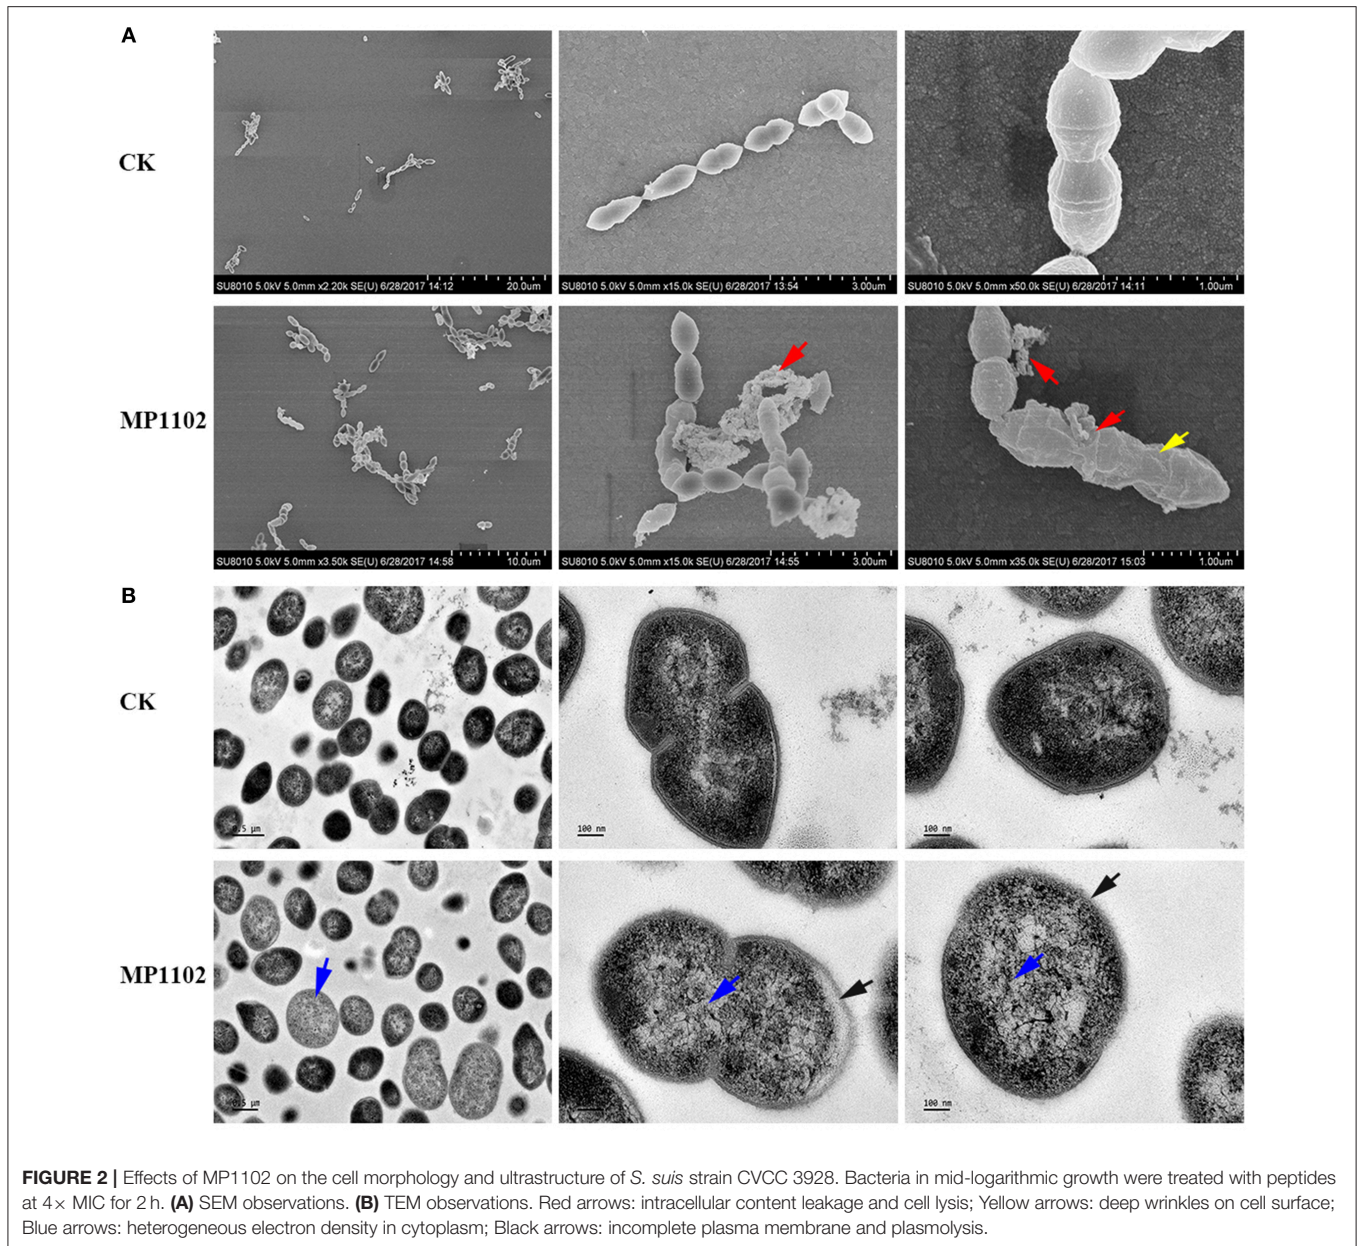 A
CK
SU8010 5.0kV 5.0mm x2.20k SE(U) 6/28/2017 14:12 20.0um
SU8010 5.0kV 5.0mm x15.0k SE(U) 6/28/2017 13:54 3.00um
SU8010 5.0kV 5.0mm x50.0k SE(U) 6/28/2017 14:11 1.00um
MP1102
SU8010 5.0kV 5.0mm x3.50k SE(U) 6/28/2017 14:58 10.0um
SU8010 5.0kV 5.0mm x15.0k SE(U) 6/28/2017 14:55 3.00um
SU8010 5.0kV 5.0mm x35.0k SE(U) 6/28/2017 15:03 1.00um
B
CK
0.5 μm
100 nm
100 nm
MP1102
0.5 μm
100 nm
FIGURE 2 | Effects of MP1102 on the cell morphology and ultrastructure of S. suis strain CVCC 3928. Bacteria in mid-logarithmic growth were treated with peptides
at 4× MIC for 2 h. (A) SEM observations. (B) TEM observations. Red arrows: intracellular content leakage and cell lysis; Yellow arrows: deep wrinkles on cell surface;
Blue arrows: heterogeneous electron density in cytoplasm; Black arrows: incomplete plasma membrane and plasmolysis.